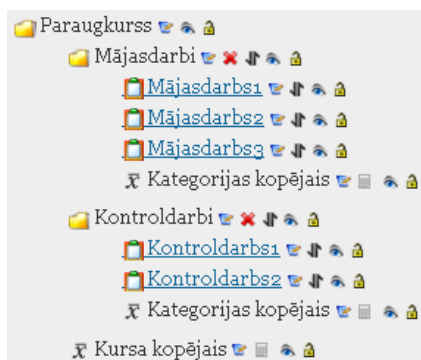 Paraugkurss
Mājasdarbi
Mājasdarbs1
Mājasdarbs2
Mājasdarbs3
x̅ Kategorijas kopējais
Kontroldarbi
Kontroldarbs1
Kontroldarbs2
x̅ Kategorijas kopējais
x̅ Kursa kopējais